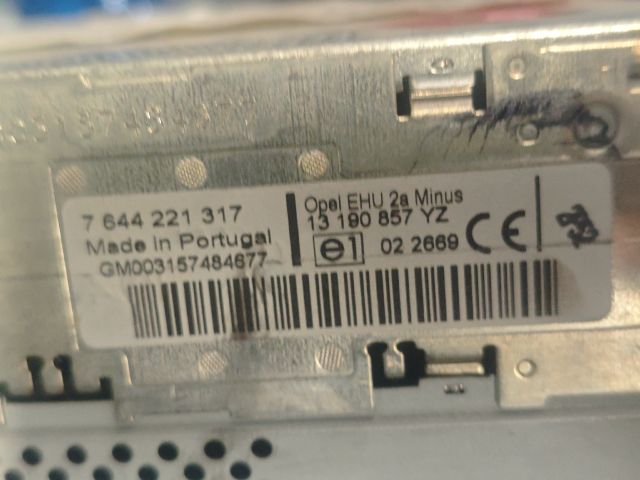 7 644 221 317
Made in Portugal
GM003157484677
Opel EHU 2a Minus
13 190 857 YZ
e1 02 2669 CE